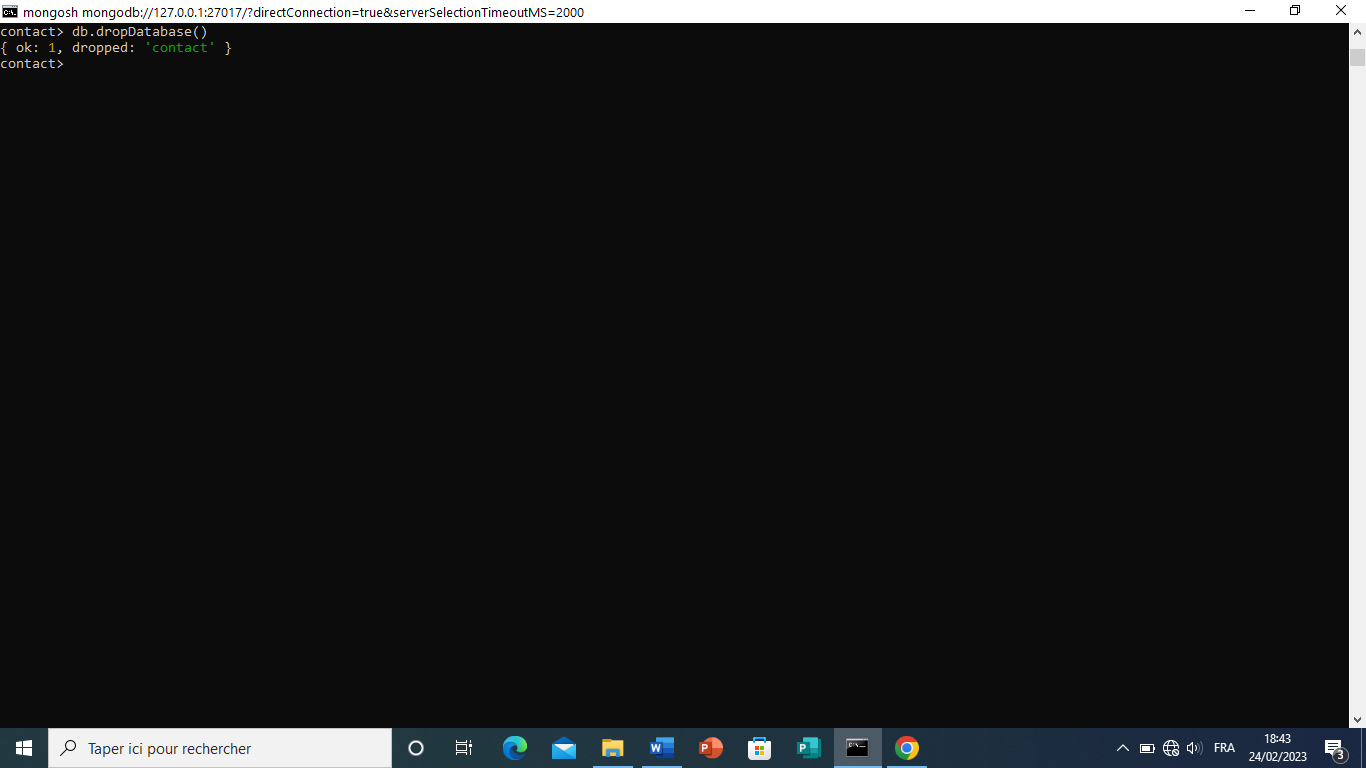 mongosh mongodb://127.0.0.1:27017/?directConnection=true&serverSelectionTimeoutMS=2000
contact> db.dropDatabase()
{ ok: 1, dropped: 'contact' }
contact>
Taper ici pour rechercher
FRA
18:43
24/02/2023
3